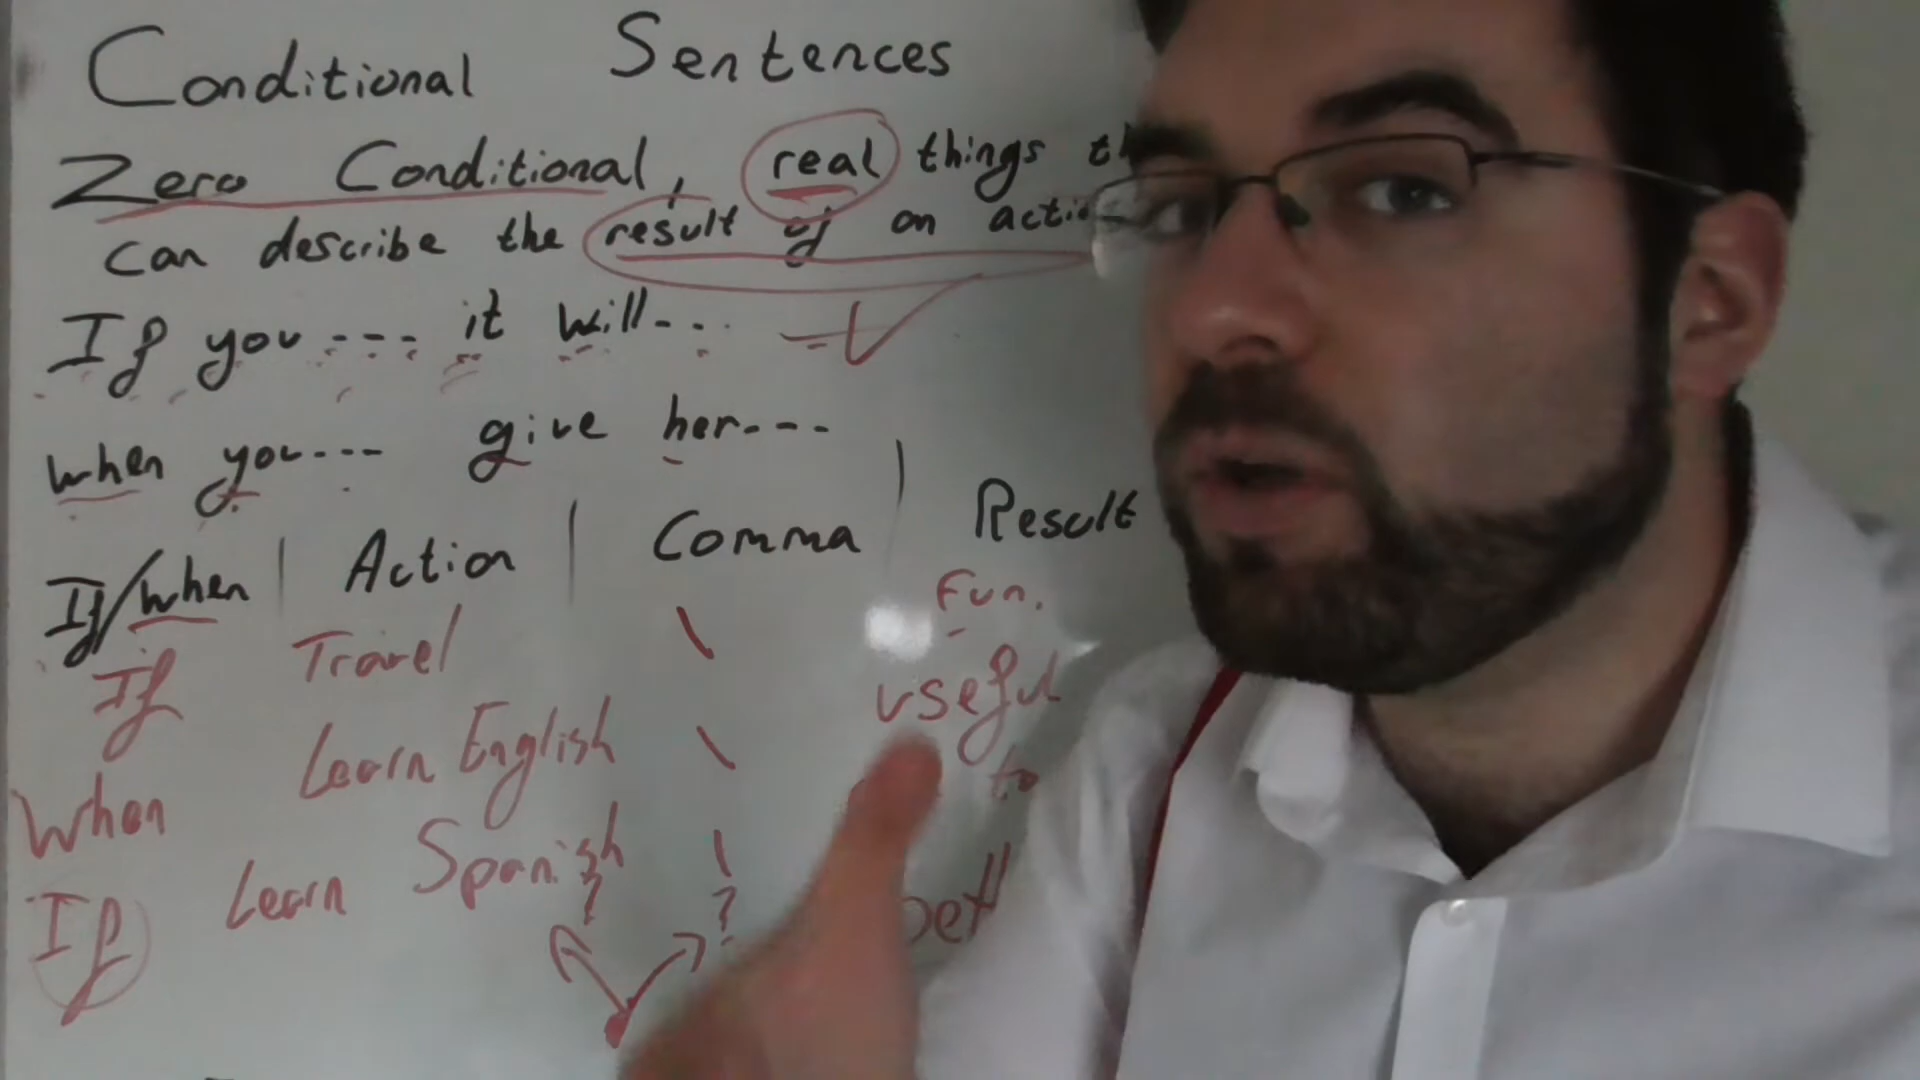 Conditional Sentences
Zero Conditional, real things
can describe the result of an
If you --- it will - - -
when you --- give her ---
If/when | Action | Comma | Result
If Travel \ Fun.
useful
When Learn English \ to
If Learn Spanish \
? ?